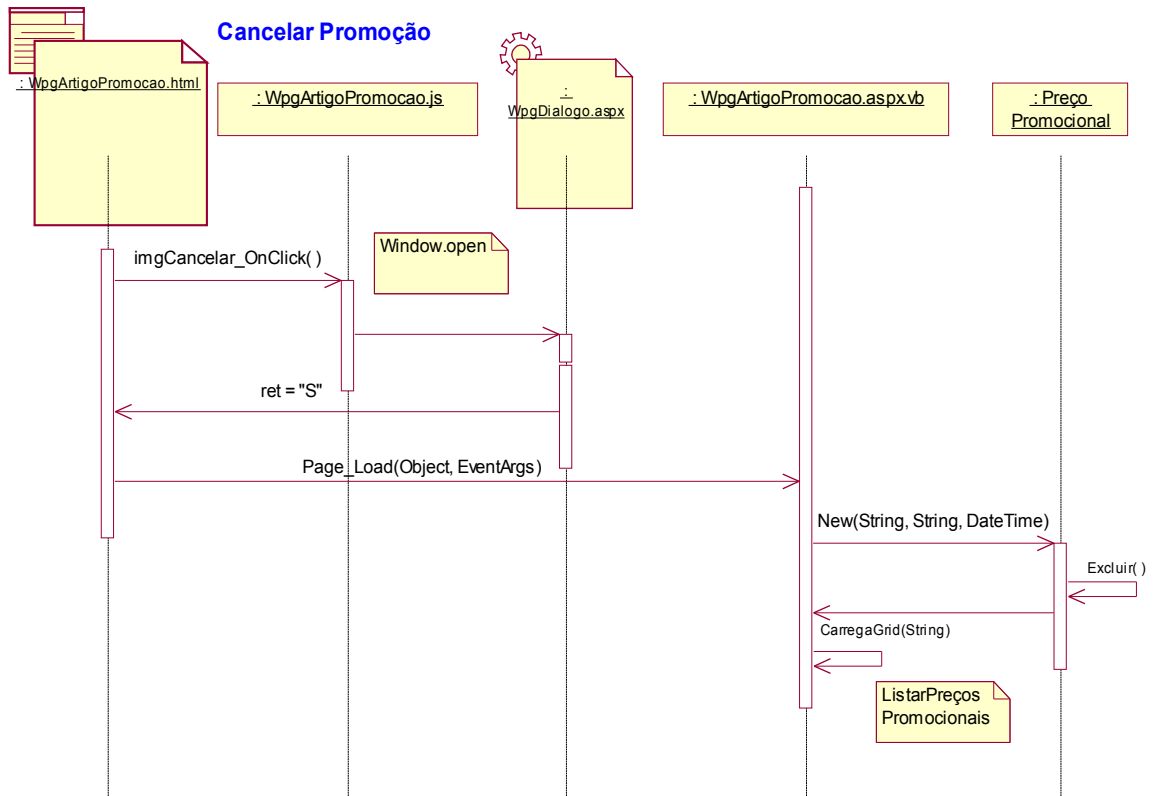 Cancelar Promoção
: WpgArtigoPromocao.html
: WpgArtigoPromocao.js
:
WpgDialogo.aspx
: WpgArtigoPromocao.aspx.vb
: Preço
Promocional
imgCancelar_OnClick( )
Window.open
ret = "S"
Page_Load(Object, EventArgs)
New(String, String, DateTime)
Excluir( )
CarregaGrid(String)
ListarPreços
Promocionais